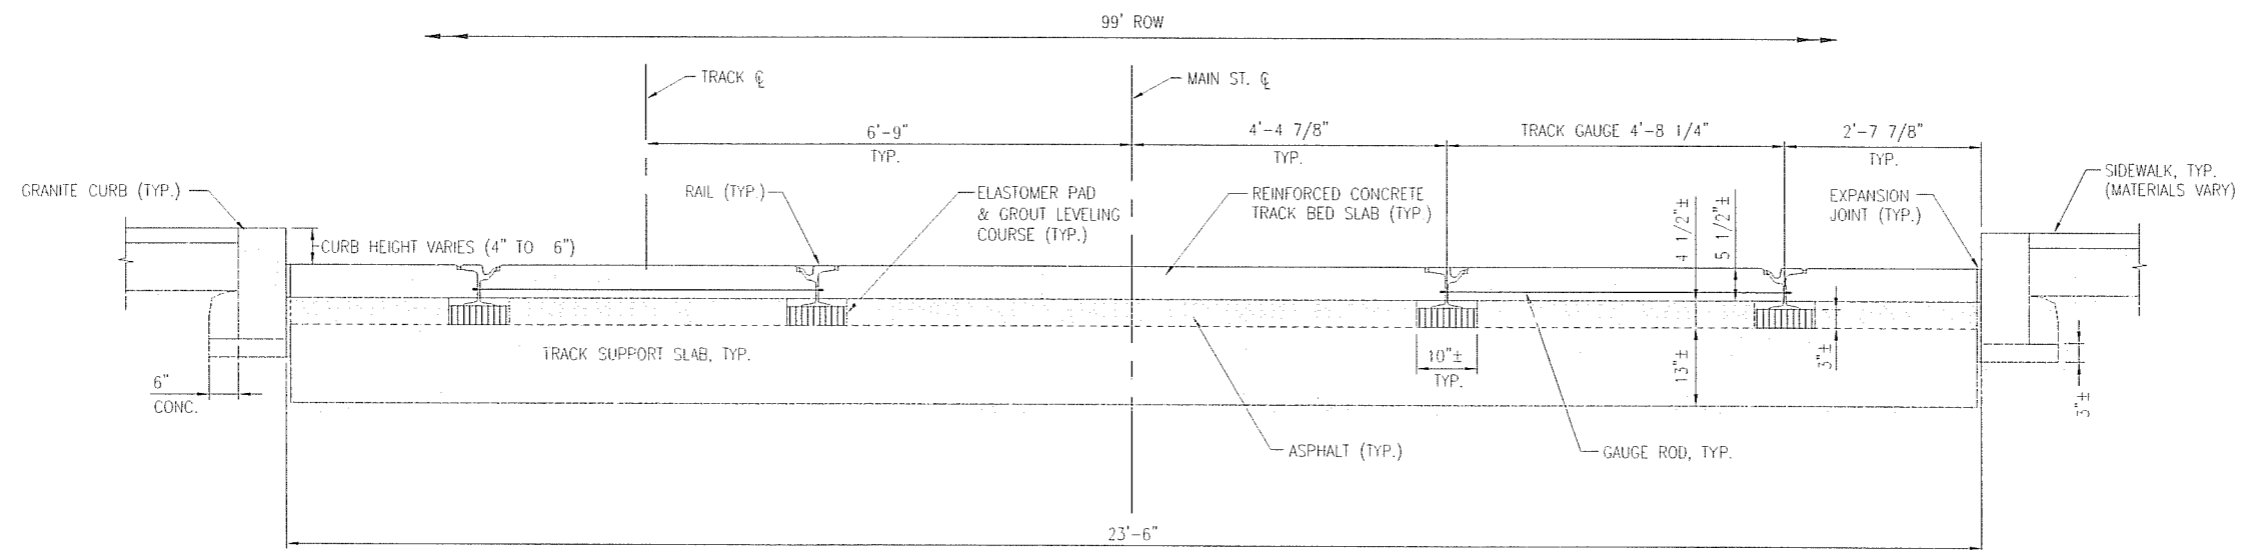 99' ROW
TRACK ℄
MAIN ST. ℄
6'-9"
TYP.
4'-4 7/8"
TYP.
TRACK GAUGE 4'-8 1/4"
2'-7 7/8"
TYP.
GRANITE CURB (TYP.)
RAIL (TYP.)
ELASTOMER PAD
& GROUT LEVELING
COURSE (TYP.)
REINFORCED CONCRETE
TRACK BED SLAB (TYP.)
EXPANSION
JOINT (TYP.)
SIDEWALK, TYP.
(MATERIALS VARY)
CURB HEIGHT VARIES (4" TO 6")
4 1/2"±
5 1/2"±
TRACK SUPPORT SLAB, TYP.
10"±
TYP.
13"±
3"±
6"
CONC.
3"±
ASPHALT (TYP.)
GAUGE ROD, TYP.
23'-6"